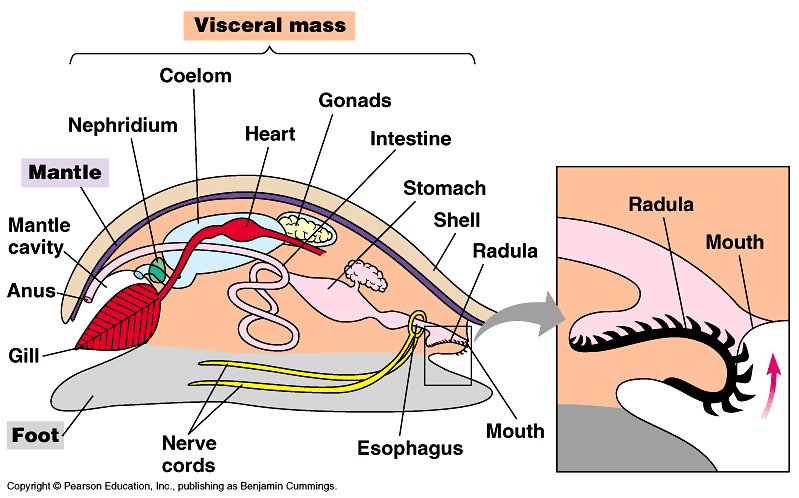 Visceral mass
Coelom
Gonads
Nephridium
Heart
Intestine
Mantle
Stomach
Shell
Mantle
cavity
Radula
Anus
Gill
Foot
Nerve
cords
Esophagus
Mouth
Radula
Mouth
Copyright © Pearson Education, Inc., publishing as Benjamin Cummings.